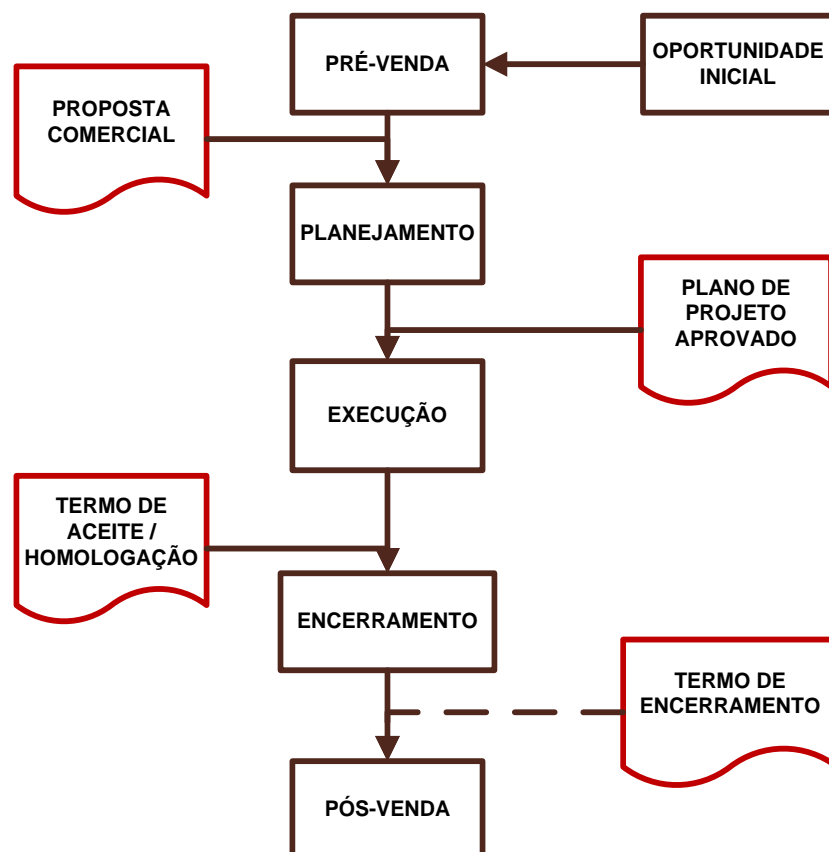 PRÉ-VENDA
OPORTUNIDADE
INICIAL
PROPOSTA
COMERCIAL
PLANEJAMENTO
PLANO DE
PROJETO
APROVADO
EXECUÇÃO
TERMO DE
ACEITE /
HOMOLOGAÇÃO
ENCERRAMENTO
TERMO DE
ENCERRAMENTO
PÓS-VENDA